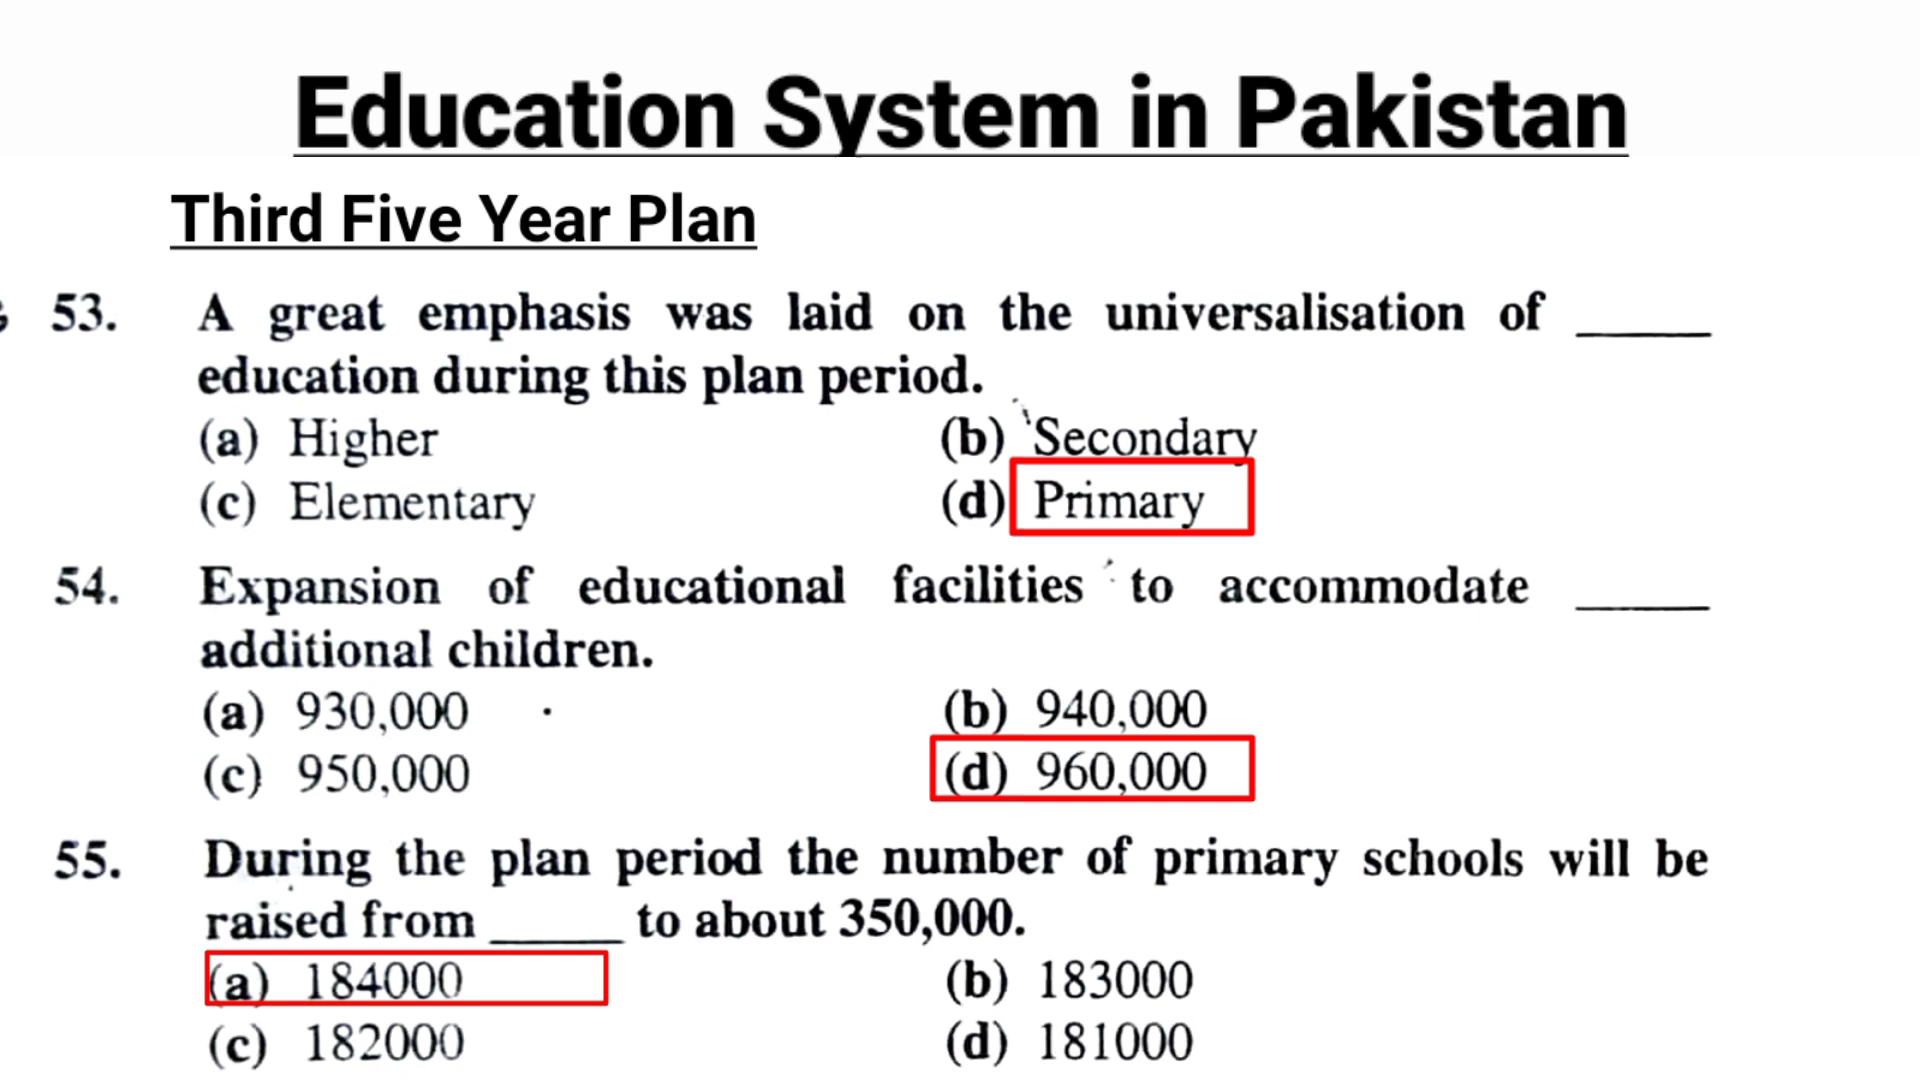 Education System in Pakistan
Third Five Year Plan
53. A great emphasis was laid on the universalisation of _____
education during this plan period.
(a) Higher (b) Secondary
(c) Elementary (d) Primary
54. Expansion of educational facilities to accommodate _____
additional children.
(a) 930,000 (b) 940,000
(c) 950,000 (d) 960,000
55. During the plan period the number of primary schools will be
raised from _____ to about 350,000.
(a) 184000 (b) 183000
(c) 182000 (d) 181000